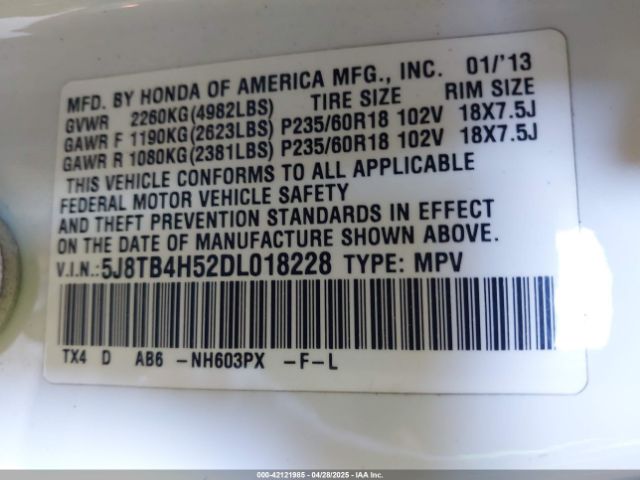 MFD. BY HONDA OF AMERICA MFG., INC. 01/'13
GVWR 2260KG(4982LBS) TIRE SIZE RIM SIZE
GAWR F 1190KG(2623LBS) P235/60R18 102V 18X7.5J
GAWR R 1080KG(2381LBS) P235/60R18 102V 18X7.5J
THIS VEHICLE CONFORMS TO ALL APPLICABLE
FEDERAL MOTOR VEHICLE SAFETY
AND THEFT PREVENTION STANDARDS IN EFFECT
ON THE DATE OF MANUFACTURE SHOWN ABOVE.
V.I.N.:5J8TB4H52DL018228 TYPE: MPV
TX4 D AB6 -NH603PX -F-L
000-42121985 04/28/2025 - IAA Inc.